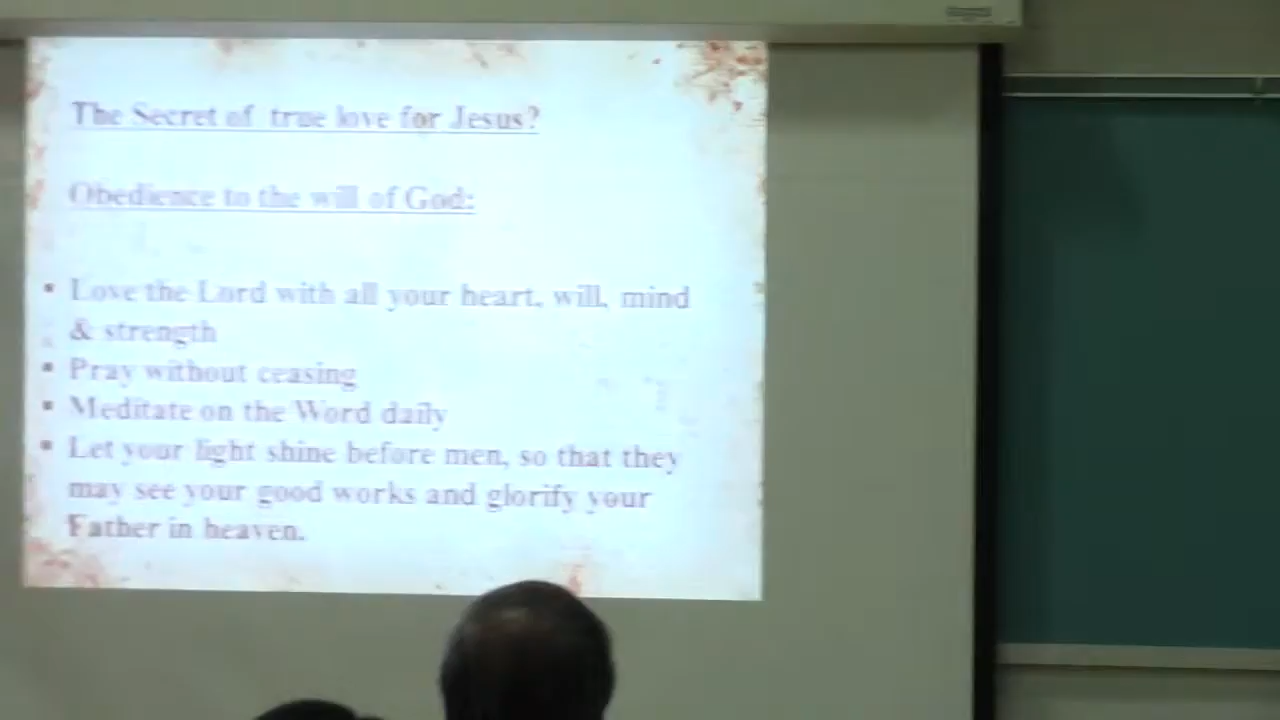 The Secret of true love for Jesus?
Obedience to the will of God:
• Love the Lord with all your heart, will, mind
& strength
• Pray without ceasing
• Meditate on the Word daily
• Let your light shine before men, so that they
may see your good works and glorify your
Father in heaven.